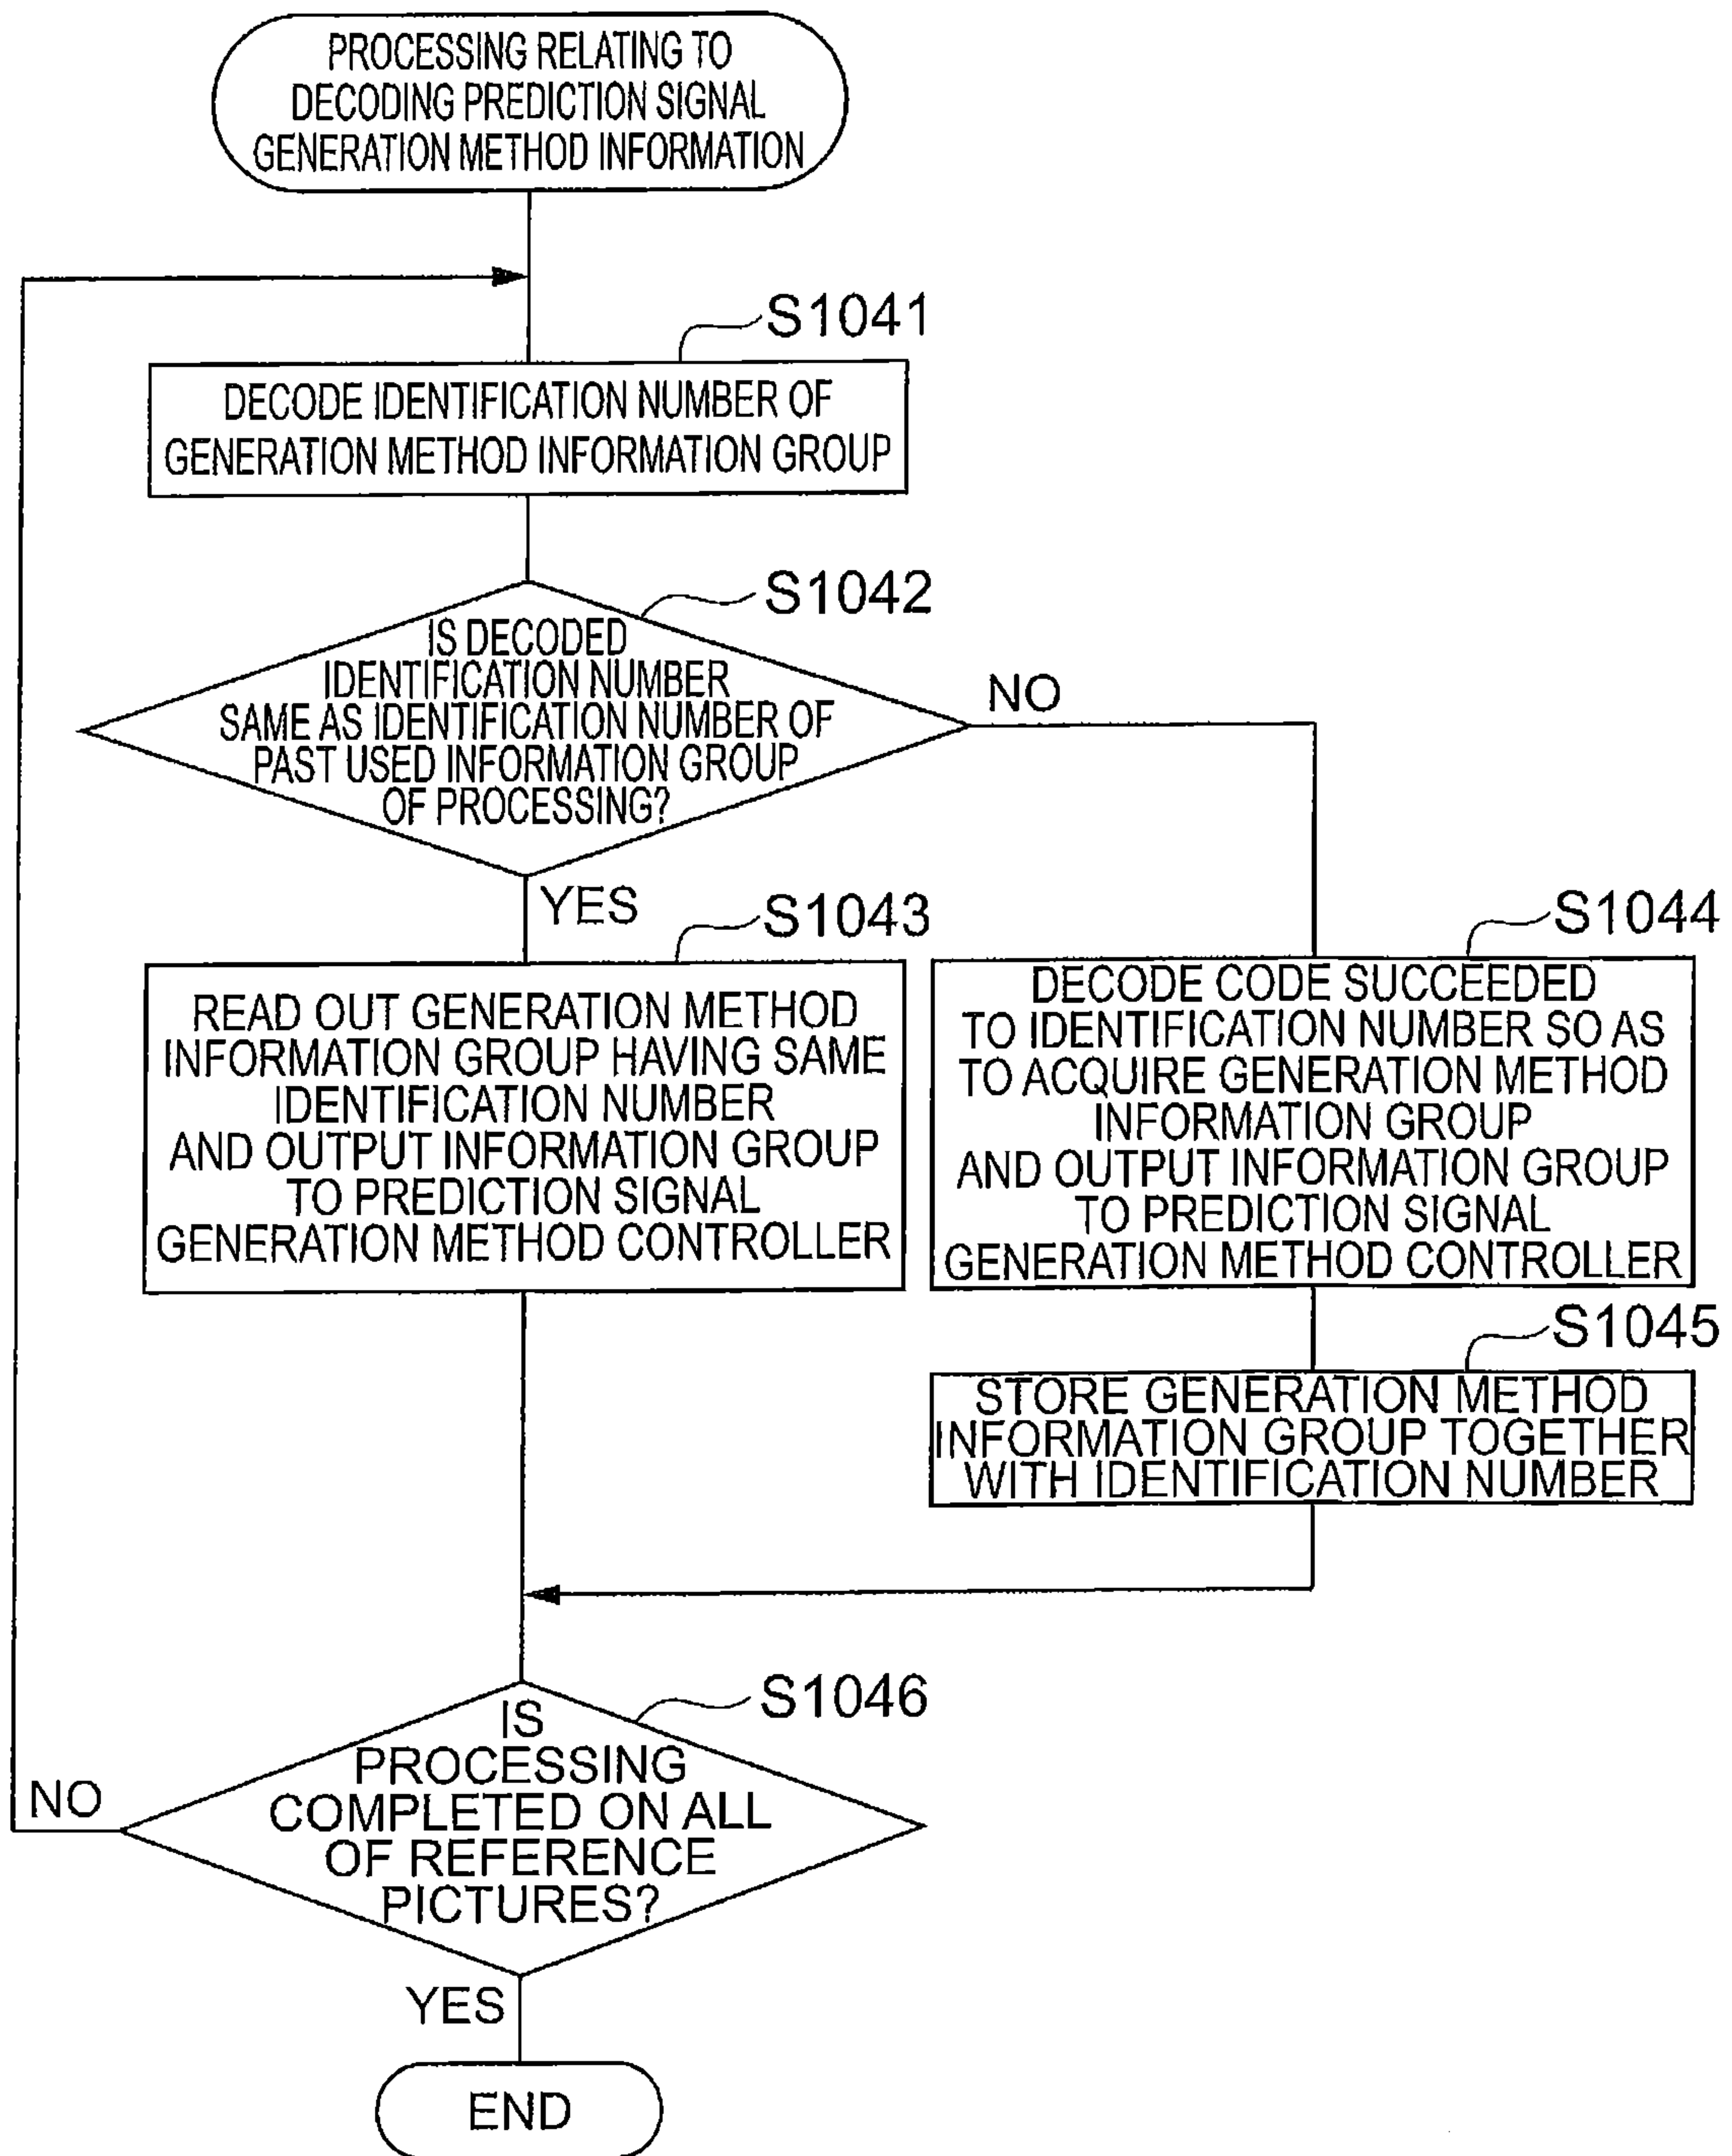 PROCESSING RELATING TO
DECODING PREDICTION SIGNAL
GENERATION METHOD INFORMATION
S1041
DECODE IDENTIFICATION NUMBER OF
GENERATION METHOD INFORMATION GROUP
S1042
IS DECODED
IDENTIFICATION NUMBER
SAME AS IDENTIFICATION NUMBER OF
PAST USED INFORMATION GROUP
OF PROCESSING?
NO
YES
S1043
READ OUT GENERATION METHOD
INFORMATION GROUP HAVING SAME
IDENTIFICATION NUMBER
AND OUTPUT INFORMATION GROUP
TO PREDICTION SIGNAL
GENERATION METHOD CONTROLLER
S1044
DECODE CODE SUCCEEDED
TO IDENTIFICATION NUMBER SO AS
TO ACQUIRE GENERATION METHOD
INFORMATION GROUP
AND OUTPUT INFORMATION GROUP
TO PREDICTION SIGNAL
GENERATION METHOD CONTROLLER
S1045
STORE GENERATION METHOD
INFORMATION GROUP TOGETHER
WITH IDENTIFICATION NUMBER
S1046
IS
PROCESSING
COMPLETED ON ALL
OF REFERENCE
PICTURES?
NO
YES
END